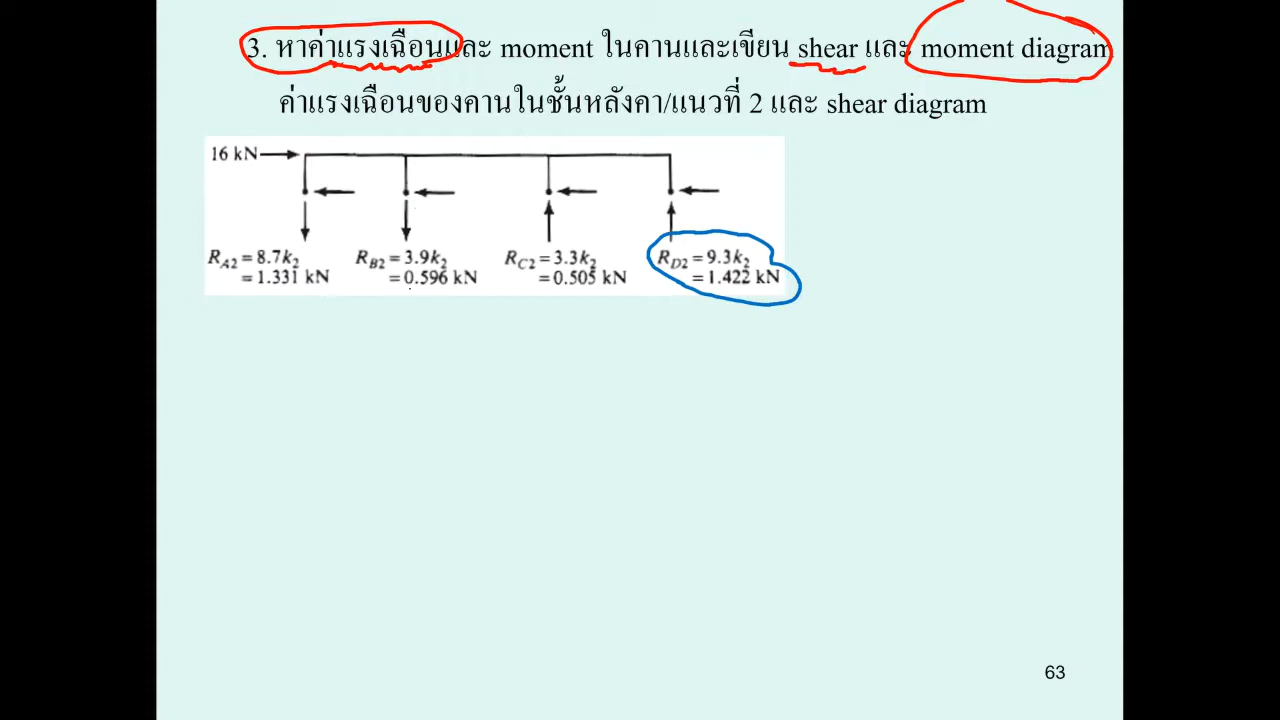 3. หาค่าแรงเฉือนและ moment ในคานและเขียน shear และ moment diagram
ค่าแรงเฉือนของคานในชั้นหลังคา/แนวที่ 2 และ shear diagram
16 kN
R_A2 = 8.7k_2
= 1.331 kN
R_B2 = 3.9k_2
= 0.596 kN
R_C2 = 3.3k_2
= 0.505 kN
R_D2 = 9.3k_2
= 1.422 kN
63